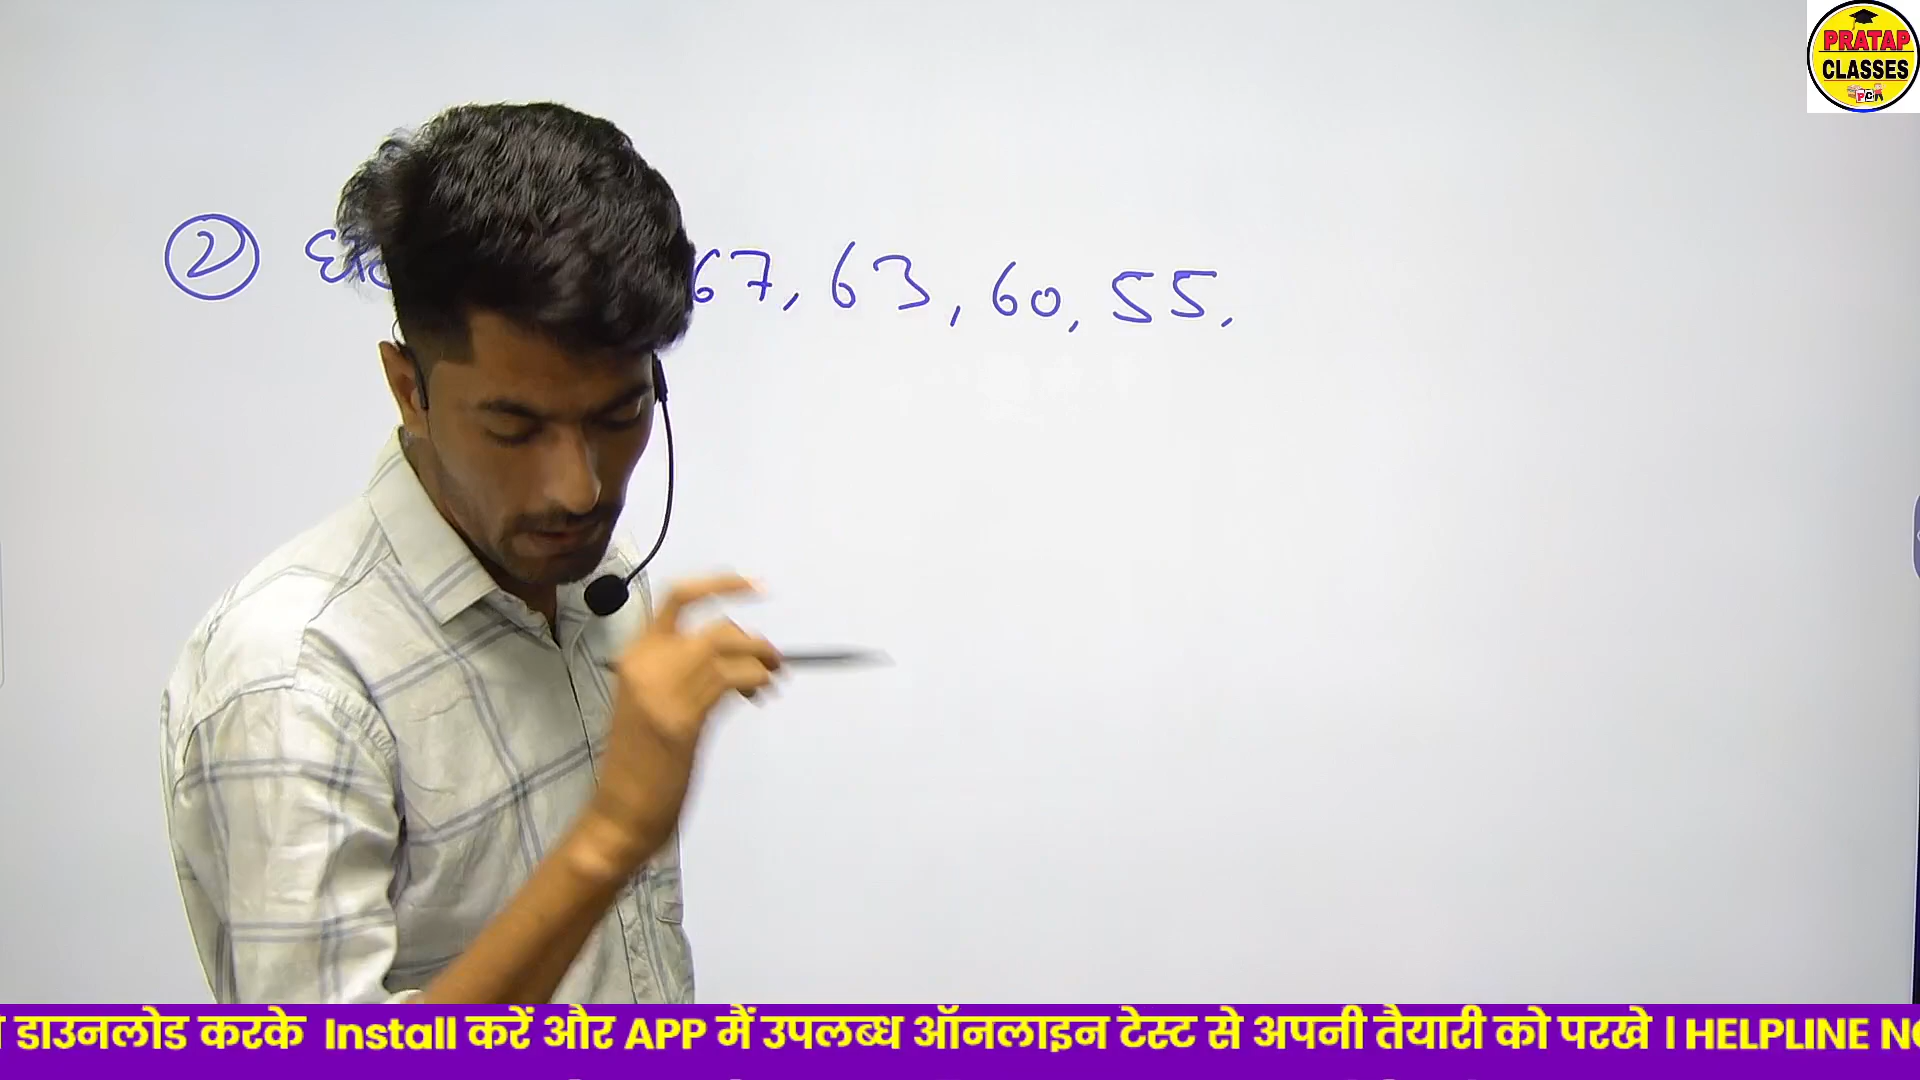 PRATAP
CLASSES
PC
② 67, 63, 60, 55,
डाउनलोड करके Install करें और APP मैं उपलब्ध ऑनलाइन टेस्ट से अपनी तैयारी को परखे । HELPLINE